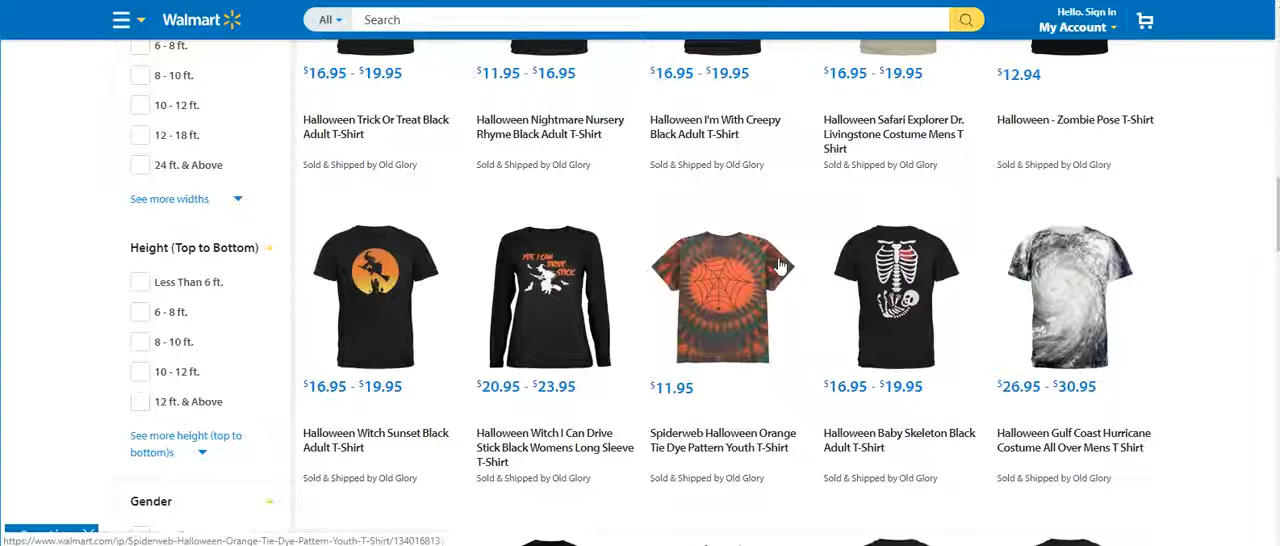 Walmart
All
Search
Hello. Sign In
My Account
6 - 8 ft.
8 - 10 ft.
10 - 12 ft.
12 - 18 ft.
24 ft. & Above
See more widths
Height (Top to Bottom)
Less Than 6 ft.
6 - 8 ft.
8 - 10 ft.
10 - 12 ft.
12 ft. & Above
See more height (top to
bottom)s
Gender
$16.95 - $19.95
Halloween Trick Or Treat Black
Adult T-Shirt
Sold & Shipped by Old Glory
$11.95 - $16.95
Halloween Nightmare Nursery
Rhyme Black Adult T-Shirt
Sold & Shipped by Old Glory
$16.95 - $19.95
Halloween I'm With Creepy
Black Adult T-Shirt
Sold & Shipped by Old Glory
$16.95 - $19.95
Halloween Safari Explorer Dr.
Livingstone Costume Mens T
Shirt
Sold & Shipped by Old Glory
$12.94
Halloween - Zombie Pose T-Shirt
Sold & Shipped by Old Glory
$16.95 - $19.95
Halloween Witch Sunset Black
Adult T-Shirt
Sold & Shipped by Old Glory
YES, I CAN
DRIVE
STICK
$20.95 - $23.95
Halloween Witch I Can Drive
Stick Black Womens Long Sleeve
T-Shirt
Sold & Shipped by Old Glory
$11.95
Spiderweb Halloween Orange
Tie Dye Pattern Youth T-Shirt
Sold & Shipped by Old Glory
$16.95 - $19.95
Halloween Baby Skeleton Black
Adult T-Shirt
Sold & Shipped by Old Glory
$26.95 - $30.95
Halloween Gulf Coast Hurricane
Costume All Over Mens T Shirt
Sold & Shipped by Old Glory
https://www.walmart.com/ip/Spiderweb-Halloween-Orange-Tie-Dye-Pattern-Youth-T-Shirt/134016813